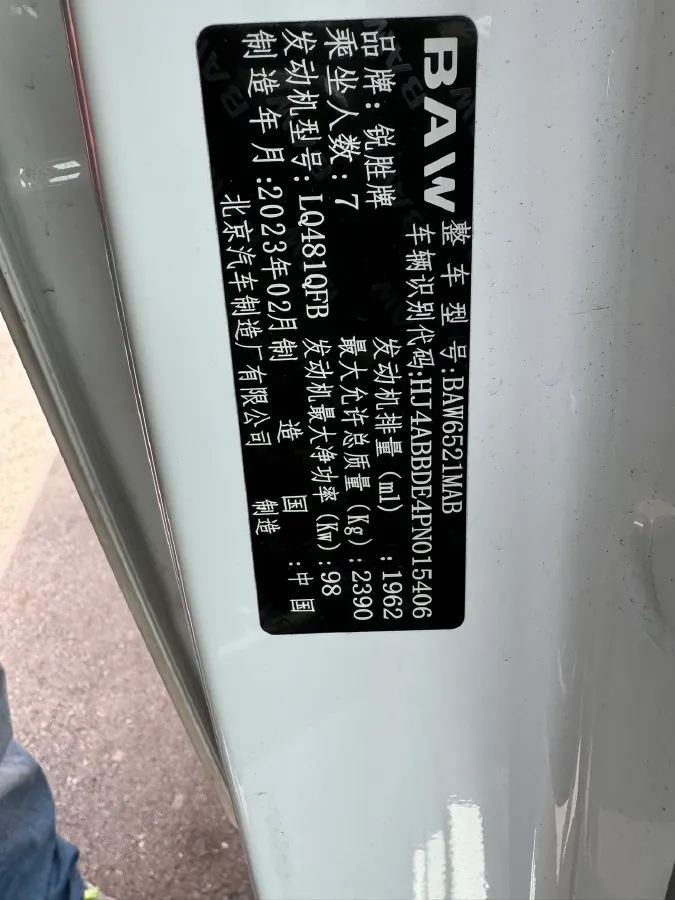 BAW
整车型号:BAW6521MAB
车辆识别代码:HJ4ABBDE4PN015406
品牌:锐胜牌 发动机排量(ml) :1962
乘坐人数:7 最大允许总质量(Kg):2390
发动机型号:LQ481QFB 发动机最大净功率(Kw):98
制造年月:2023年02月 制造国 :中国
北京汽车制造厂有限公司 制造